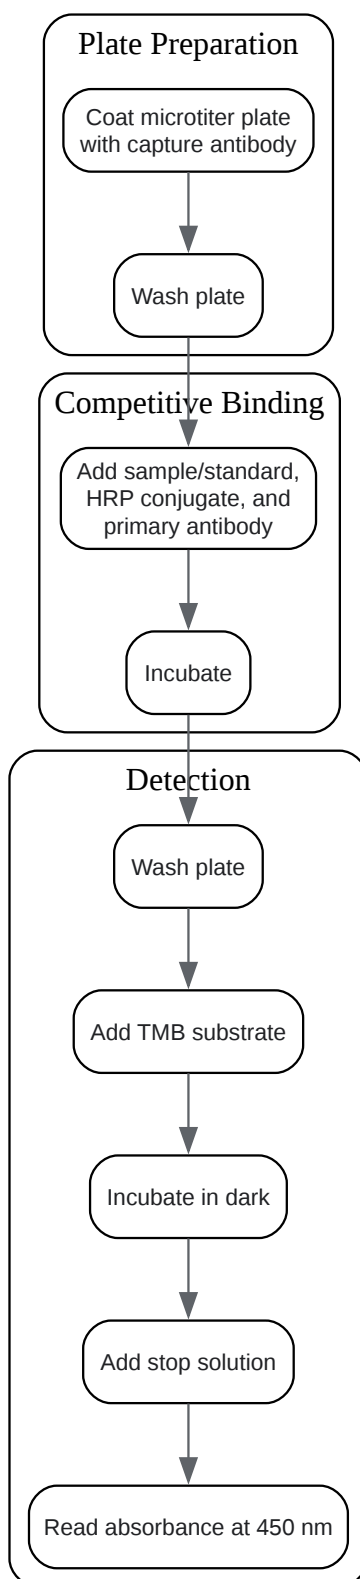 Plate Preparation
Coat microtiter plate
with capture antibody
Wash plate
Competitive Binding
Add sample/standard,
HRP conjugate, and
primary antibody
Incubate
Detection
Wash plate
Add TMB substrate
Incubate in dark
Add stop solution
Read absorbance at 450 nm